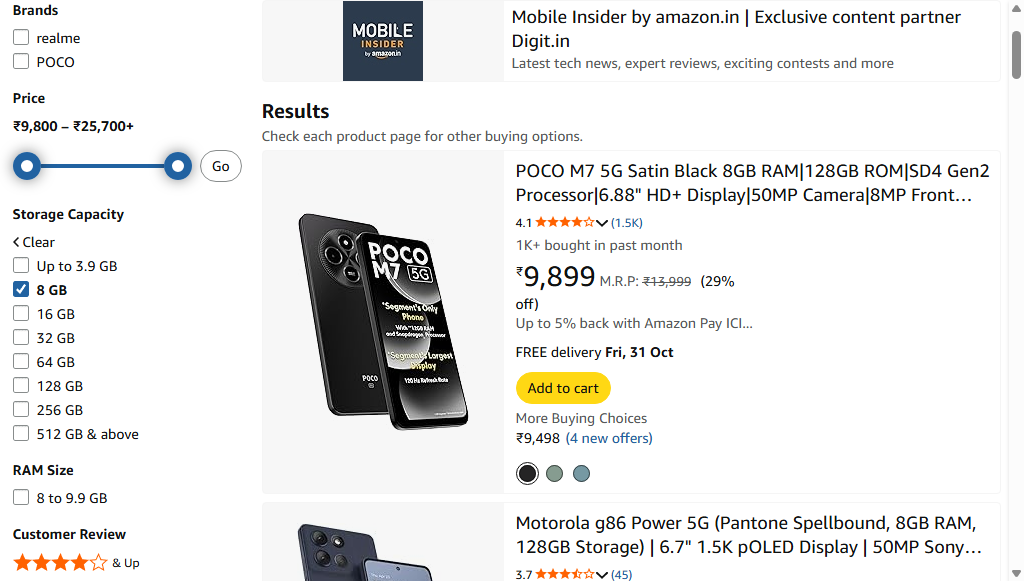 Brands
realme
POCO
Price
₹9,800 – ₹25,700+
Go
Storage Capacity
Clear
Up to 3.9 GB
8 GB
16 GB
32 GB
64 GB
128 GB
256 GB
512 GB & above
RAM Size
8 to 9.9 GB
Customer Review
& Up
MOBILE
INSIDER
by amazon.in
Mobile Insider by amazon.in | Exclusive content partner
Digit.in
Latest tech news, expert reviews, exciting contests and more
Results
Check each product page for other buying options.
POCO
M7 5G
"Segment's Only
Phone
With *12GB RAM
and Snapdragon Processor
"Segment's Largest
Display
120 Hz Refresh Rate
POCO
POCO M7 5G Satin Black 8GB RAM|128GB ROM|SD4 Gen2
Processor|6.88" HD+ Display|50MP Camera|8MP Front…
4.1 (1.5K)
1K+ bought in past month
₹9,899 M.R.P: ₹13,999 (29%
off)
Up to 5% back with Amazon Pay ICI…
FREE delivery Fri, 31 Oct
Add to cart
More Buying Choices
₹9,498 (4 new offers)
Motorola g86 Power 5G (Pantone Spellbound, 8GB RAM,
128GB Storage) | 6.7" 1.5K pOLED Display | 50MP Sony…
3.7 (45)